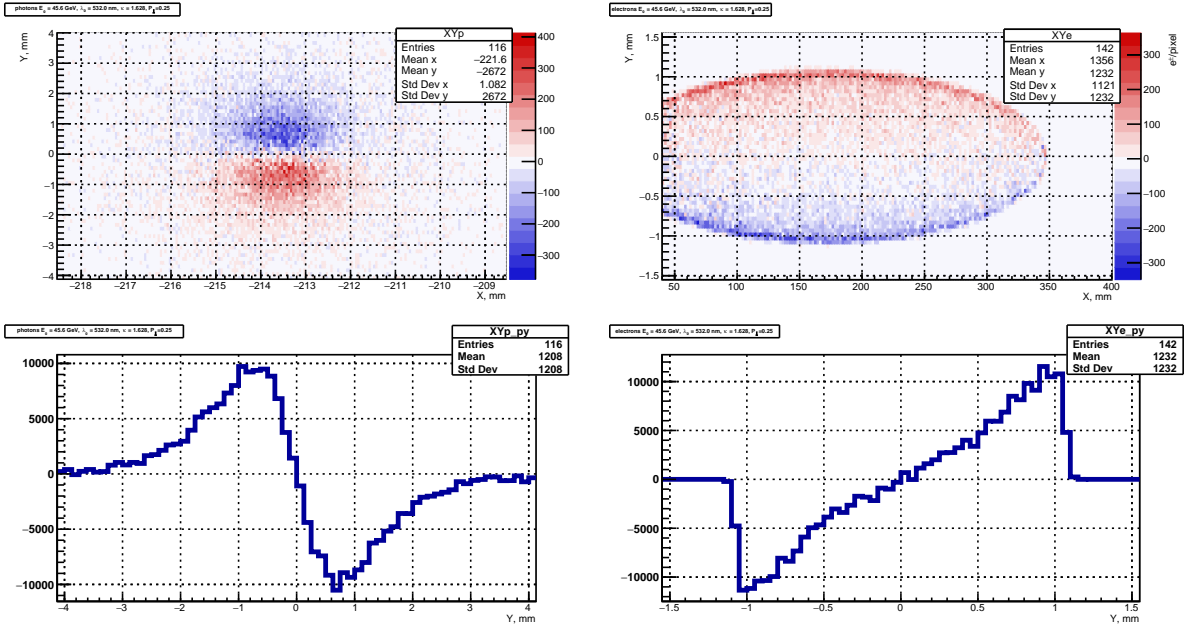 photons E₀ = 45.6 GeV, λ₀ = 532.0 nm, κ = 1.628, P⊥=0.25
Y, mm
XYp
Entries 116
Mean x −221.6
Mean y −2672
Std Dev x 1.082
Std Dev y 2672
4
3
2
1
0
−1
−2
−3
−4
−218 −217 −216 −215 −214 −213 −212 −211 −210 −209
X, mm
400
300
200
100
0
−100
−200
−300
electrons E₀ = 45.6 GeV, λ₀ = 532.0 nm, κ = 1.628, P⊥=0.25
Y, mm
XYe
Entries 142
Mean x 1356
Mean y 1232
Std Dev x 1121
Std Dev y 1232
1.5
1
0.5
0
−0.5
−1
−1.5
50 100 150 200 250 300 350 400
X, mm
e±/pixel
300
200
100
0
−100
−200
−300
photons E₀ = 45.6 GeV, λ₀ = 532.0 nm, κ = 1.628, P⊥=0.25
XYp_py
Entries 116
Mean 1208
Std Dev 1208
10000
5000
0
−5000
−10000
−4 −3 −2 −1 0 1 2 3 4
Y, mm
electrons E₀ = 45.6 GeV, λ₀ = 532.0 nm, κ = 1.628, P⊥=0.25
XYe_py
Entries 142
Mean 1232
Std Dev 1232
10000
5000
0
−5000
−10000
−1.5 −1 −0.5 0 0.5 1 1.5
Y, mm